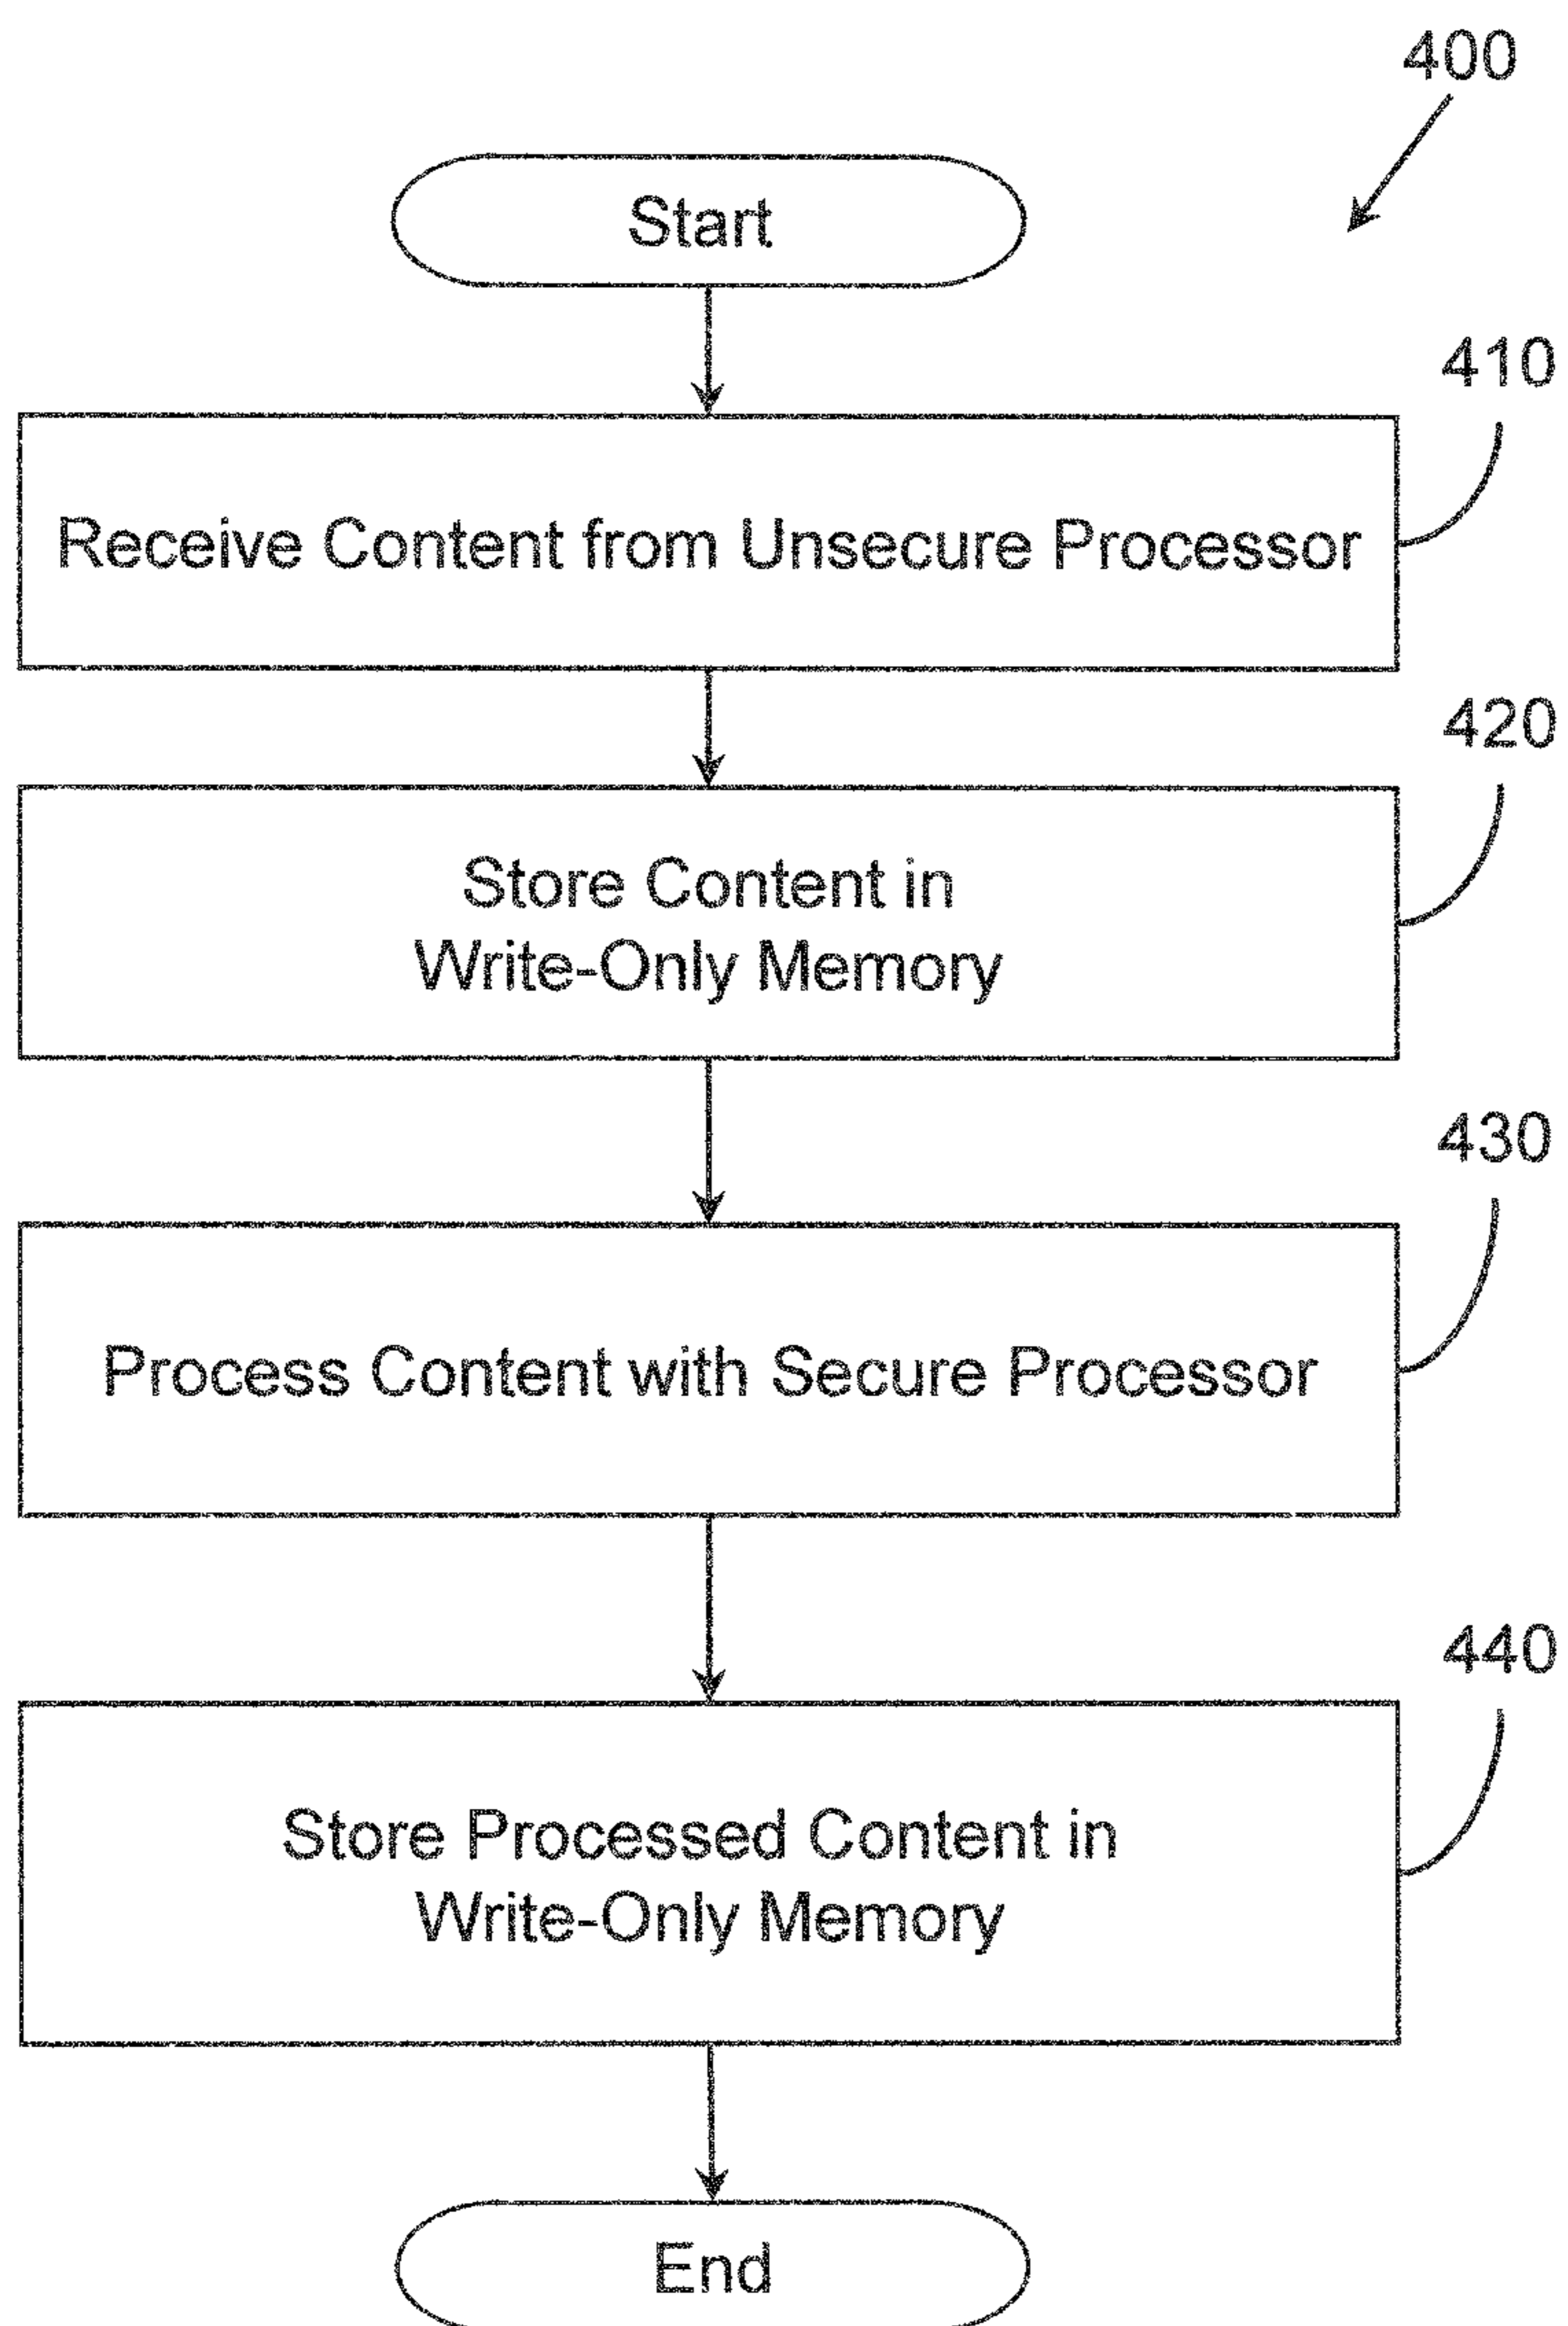 400
Start
410
Receive Content from Unsecure Processor
420
Store Content in
Write-Only Memory
430
Process Content with Secure Processor
440
Store Processed Content in
Write-Only Memory
End